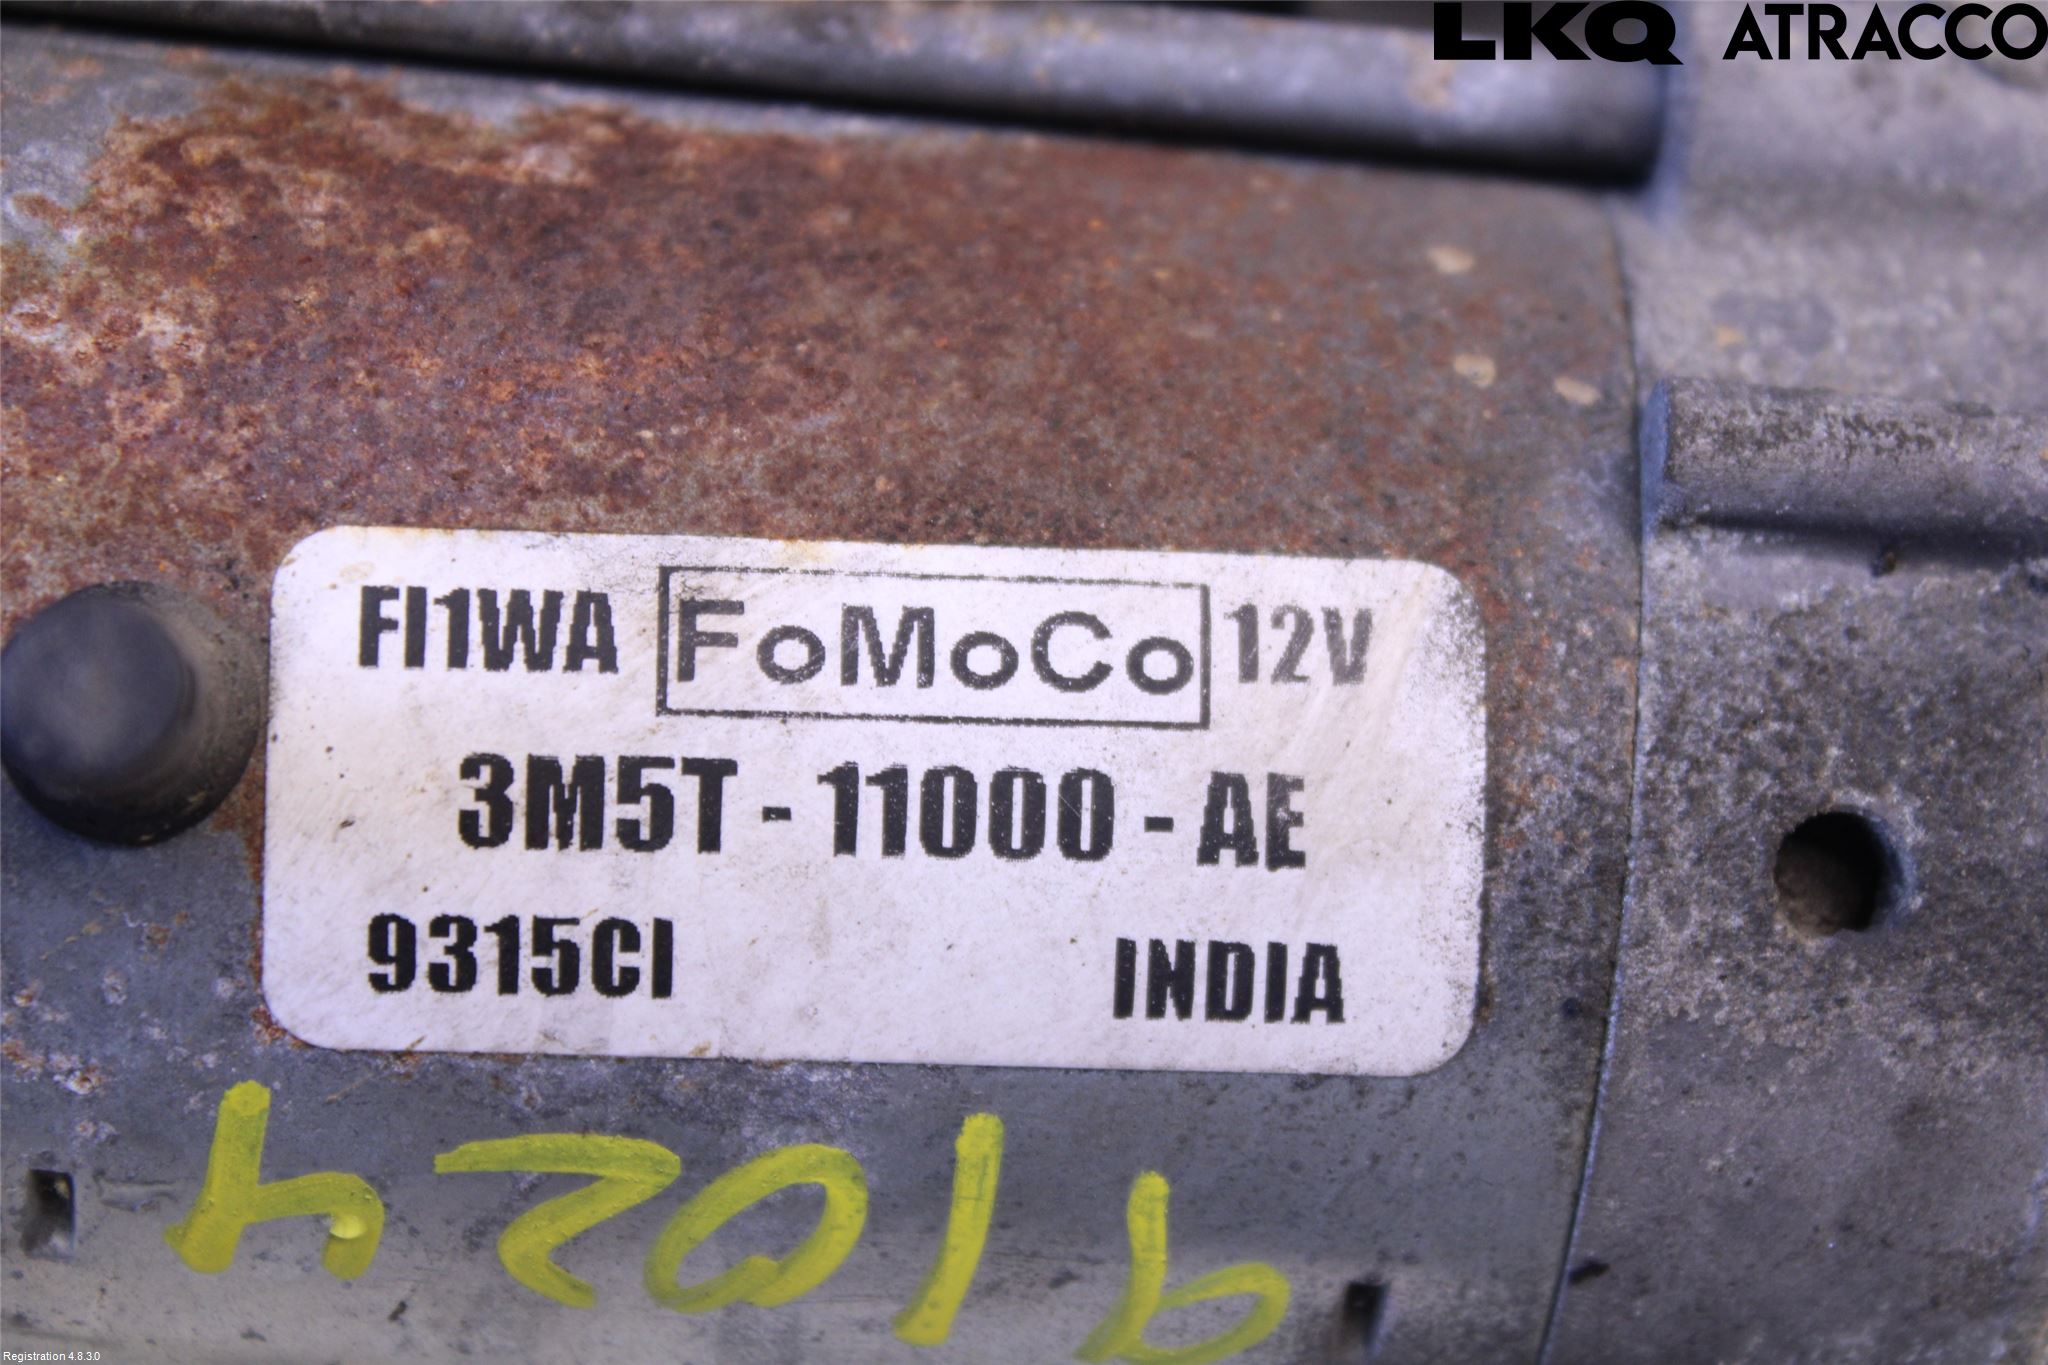 LKQ ATRACCO
FI1WA FoMoCo 12V
3M5T - 11000 - AE
9315CI INDIA
91024
Registration 4.8.3.0